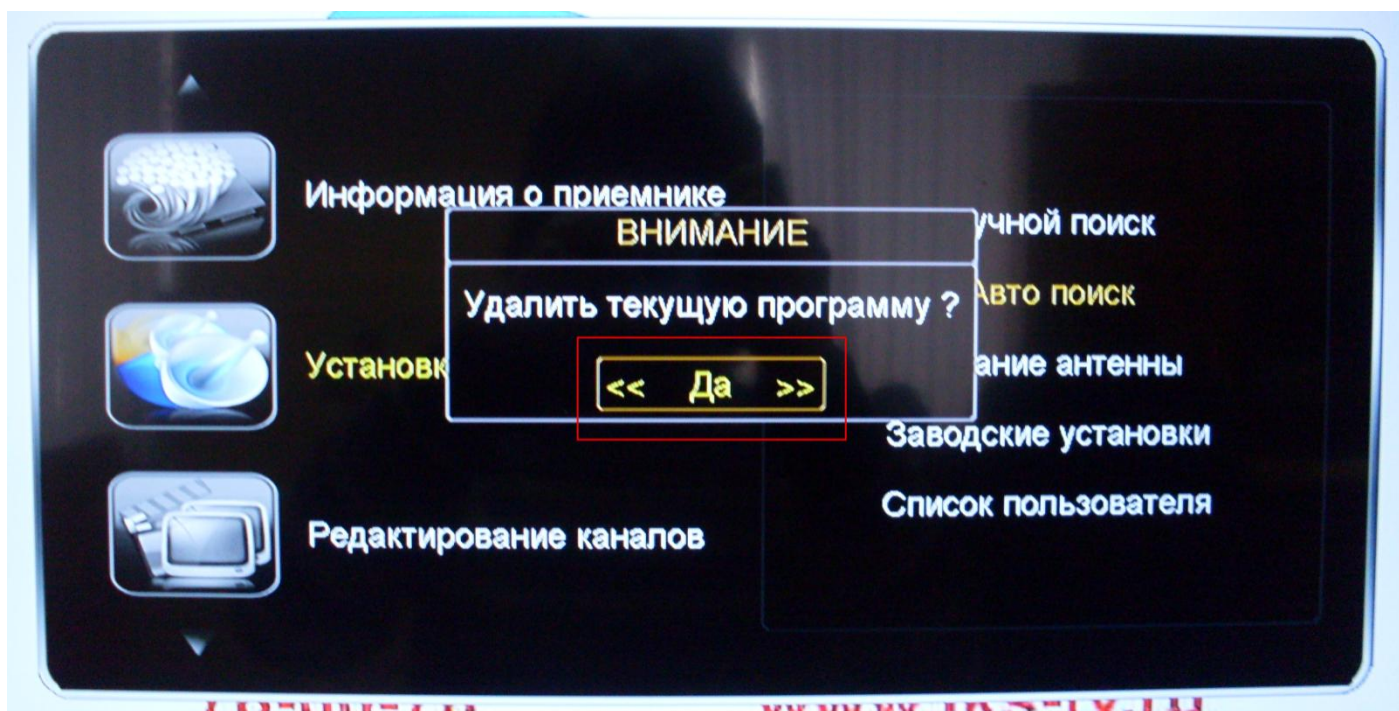 Информация о приемнике
ВНИМАНИЕ
Удалить текущую программу ?
<< Да >>
учной поиск
Авто поиск
Установк
ание антенны
Заводские установки
Список пользователя
Редактирование каналов